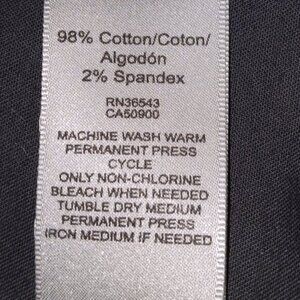 98% Cotton/Coton/
Algodón
2% Spandex
RN36543
CA50900
MACHINE WASH WARM
PERMANENT PRESS
CYCLE
ONLY NON-CHLORINE
BLEACH WHEN NEEDED
TUMBLE DRY MEDIUM
PERMANENT PRESS
IRON MEDIUM IF NEEDED